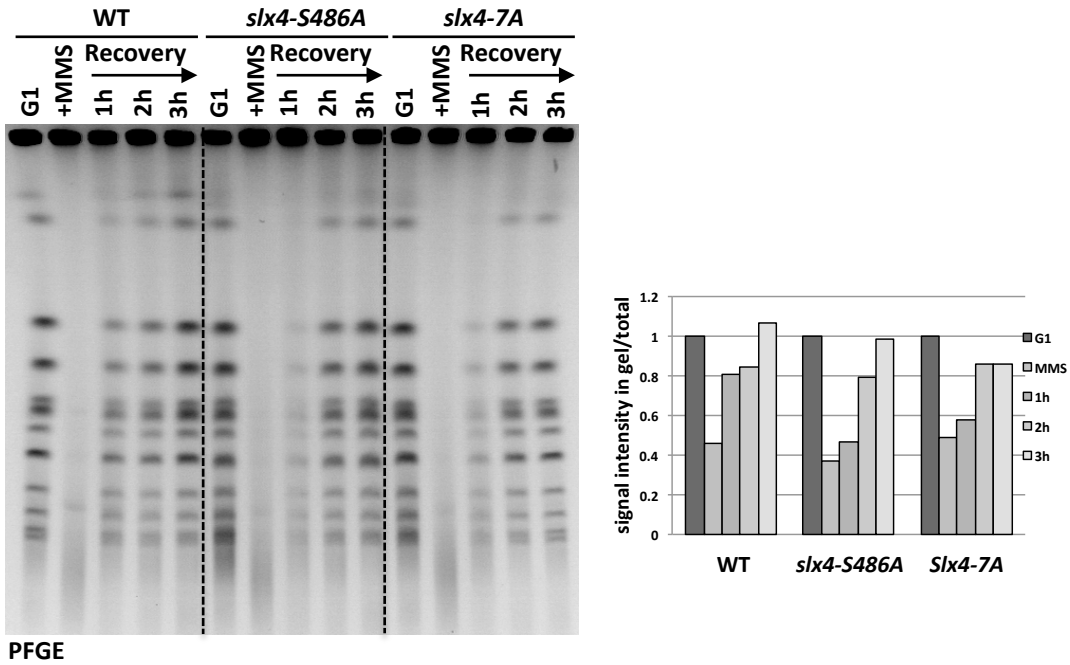 WT slx4-S486A slx4-7A
G1 +MMS Recovery 1h 2h 3h G1 +MMS Recovery 1h 2h 3h G1 +MMS Recovery 1h 2h 3h
PFGE
signal intensity in gel/total
1.2
1
0.8
0.6
0.4
0.2
0
WT slx4-S486A Slx4-7A
G1
MMS
1h
2h
3h